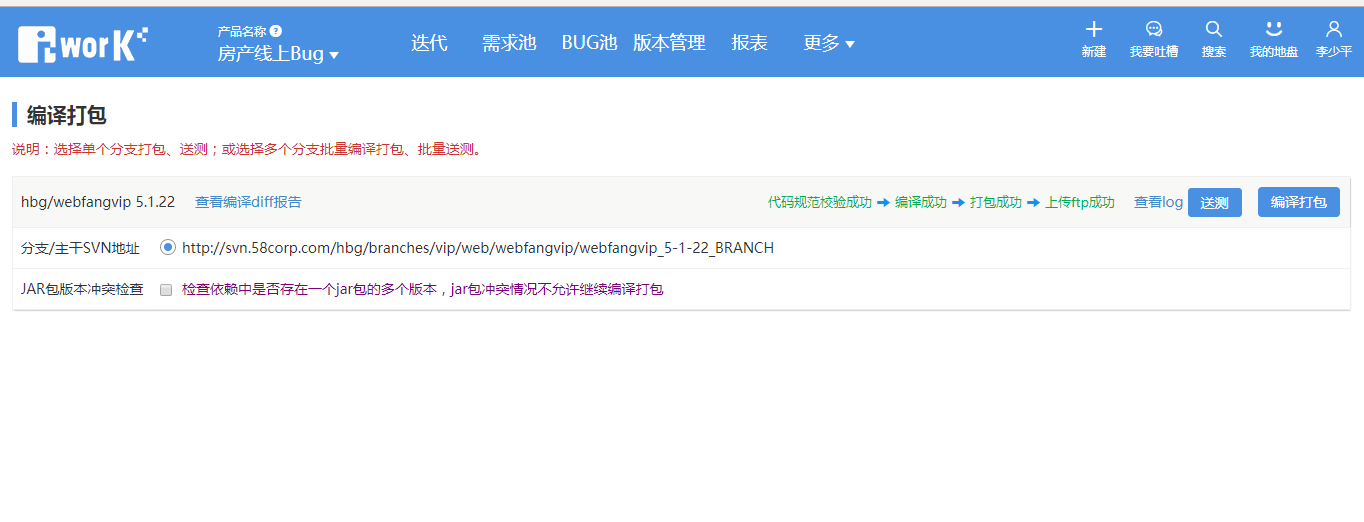 iworK
产品名称 ?
房产线上Bug
迭代 需求池 BUG池 版本管理 报表 更多
新建 我要吐槽 搜索 我的地盘 李少平
编译打包
说明：选择单个分支打包、送测；或选择多个分支批量编译打包、批量送测。
hbg/webfangvip 5.1.22 查看编译diff报告 代码规范校验成功 编译成功 打包成功 上传ftp成功 查看log 送测 编译打包
分支/主干SVN地址 http://svn.58corp.com/hbg/branches/vip/web/webfangvip/webfangvip_5-1-22_BRANCH
JAR包版本冲突检查 检查依赖中是否存在一个jar包的多个版本，jar包冲突情况不允许继续编译打包